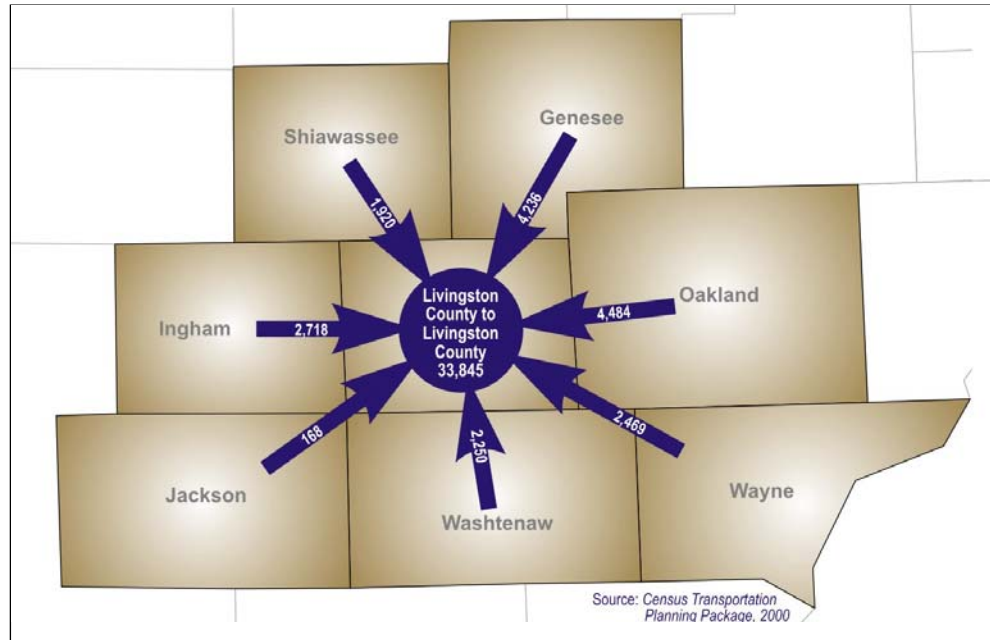 Genesee
Shiawassee
1,920
4,236
Oakland
4,484
Livingston
County to
Livingston
County
33,845
Ingham
2,718
168
2,250
2,469
Jackson
Washtenaw
Wayne
Source: Census Transportation
Planning Package, 2000